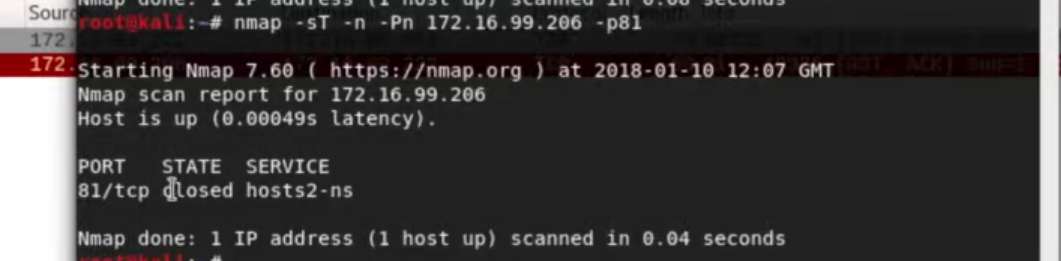 Nmap done: 1 IP address (1 host up) scanned in 0.08 seconds
root@kali:~# nmap -sT -n -Pn 172.16.99.206 -p81
172.
172.
Starting Nmap 7.60 ( https://nmap.org ) at 2018-01-10 12:07 GMT
Nmap scan report for 172.16.99.206
Host is up (0.00049s latency).
PORT STATE SERVICE
81/tcp closed hosts2-ns
Nmap done: 1 IP address (1 host up) scanned in 0.04 seconds
root@kali:~#